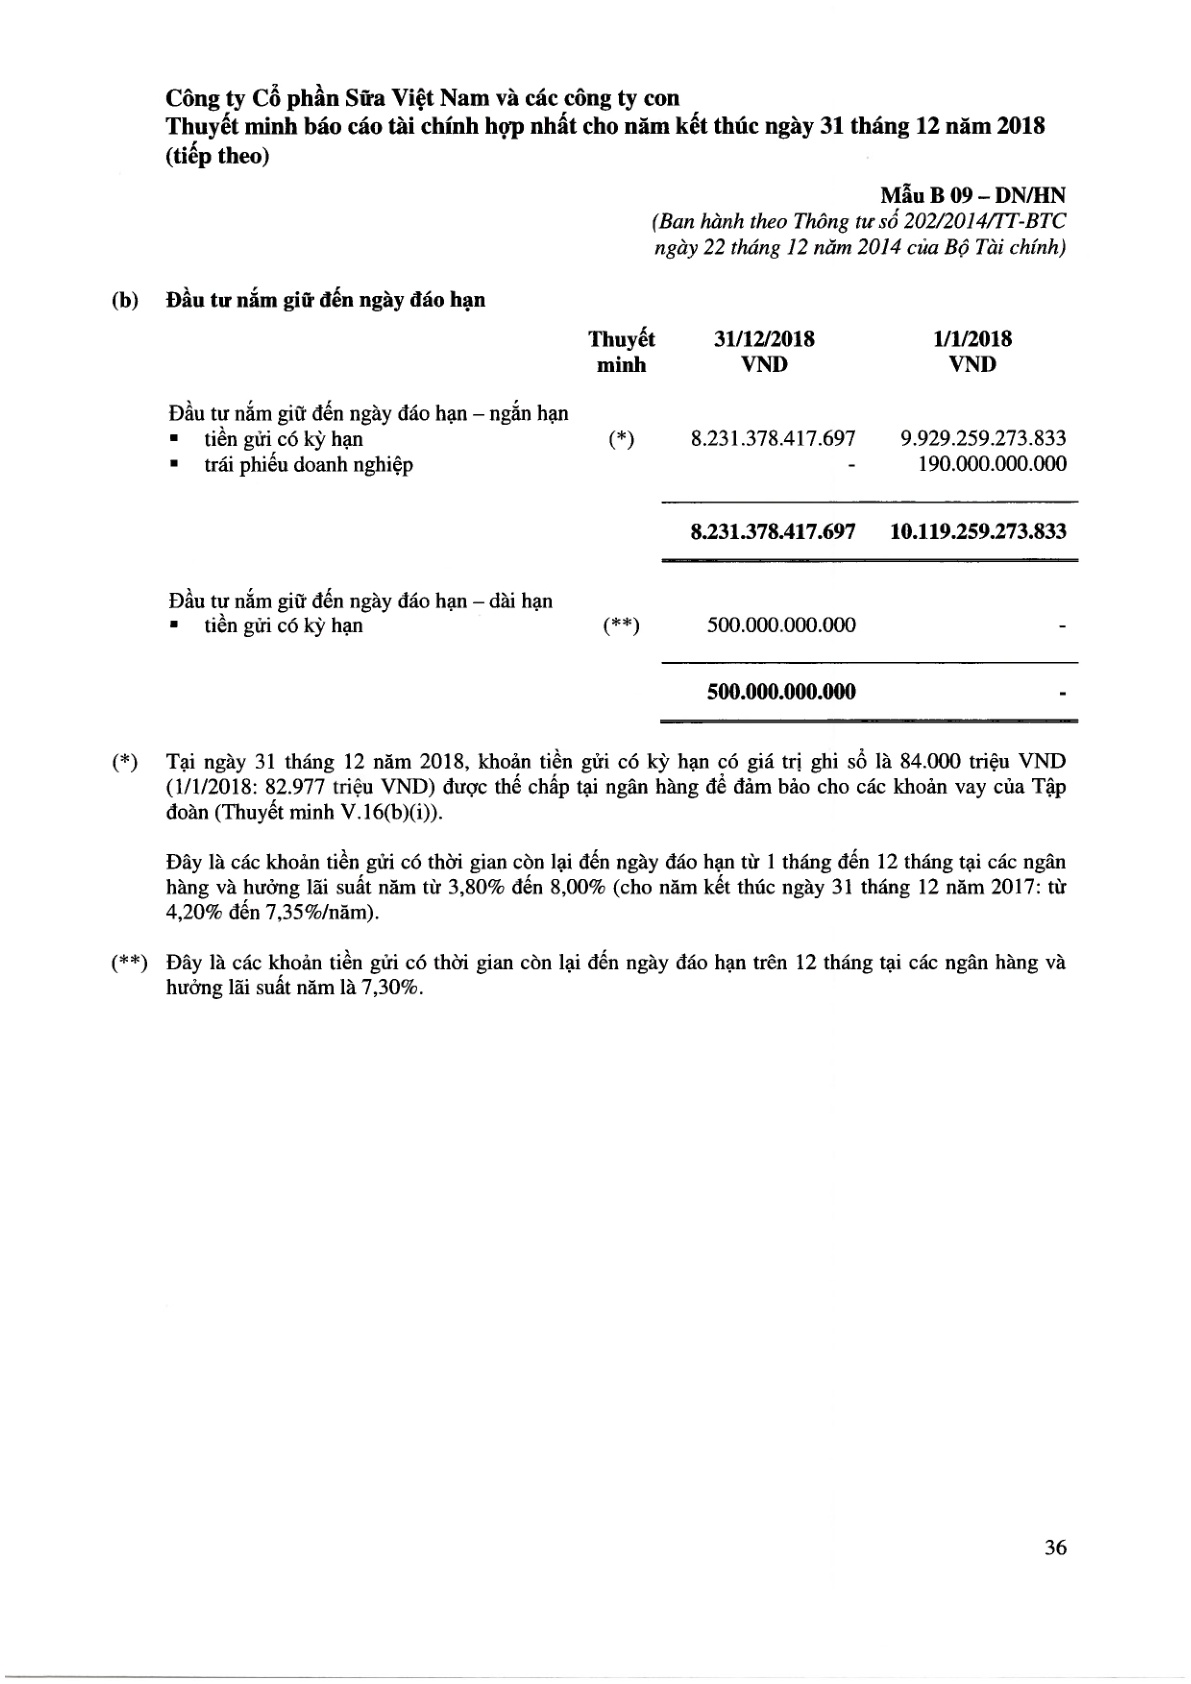 Công ty Cổ phần Sữa Việt Nam và các công ty con
Thuyết minh báo cáo tài chính hợp nhất cho năm kết thúc ngày 31 tháng 12 năm 2018
(tiếp theo)
Mẫu B 09 – DN/HN
(Ban hành theo Thông tư số 202/2014/TT-BTC
ngày 22 tháng 12 năm 2014 của Bộ Tài chính)
(b) Đầu tư nắm giữ đến ngày đáo hạn
Thuyết 31/12/2018 1/1/2018
minh VND VND
Đầu tư nắm giữ đến ngày đáo hạn – ngắn hạn
▪ tiền gửi có kỳ hạn (*) 8.231.378.417.697 9.929.259.273.833
▪ trái phiếu doanh nghiệp - 190.000.000.000
8.231.378.417.697 10.119.259.273.833
Đầu tư nắm giữ đến ngày đáo hạn – dài hạn
▪ tiền gửi có kỳ hạn (**) 500.000.000.000 -
500.000.000.000 -
(*) Tại ngày 31 tháng 12 năm 2018, khoản tiền gửi có kỳ hạn có giá trị ghi sổ là 84.000 triệu VND
(1/1/2018: 82.977 triệu VND) được thế chấp tại ngân hàng để đảm bảo cho các khoản vay của Tập
đoàn (Thuyết minh V.16(b)(i)).
Đây là các khoản tiền gửi có thời gian còn lại đến ngày đáo hạn từ 1 tháng đến 12 tháng tại các ngân
hàng và hưởng lãi suất năm từ 3,80% đến 8,00% (cho năm kết thúc ngày 31 tháng 12 năm 2017: từ
4,20% đến 7,35%/năm).
(**) Đây là các khoản tiền gửi có thời gian còn lại đến ngày đáo hạn trên 12 tháng tại các ngân hàng và
hưởng lãi suất năm là 7,30%.
36